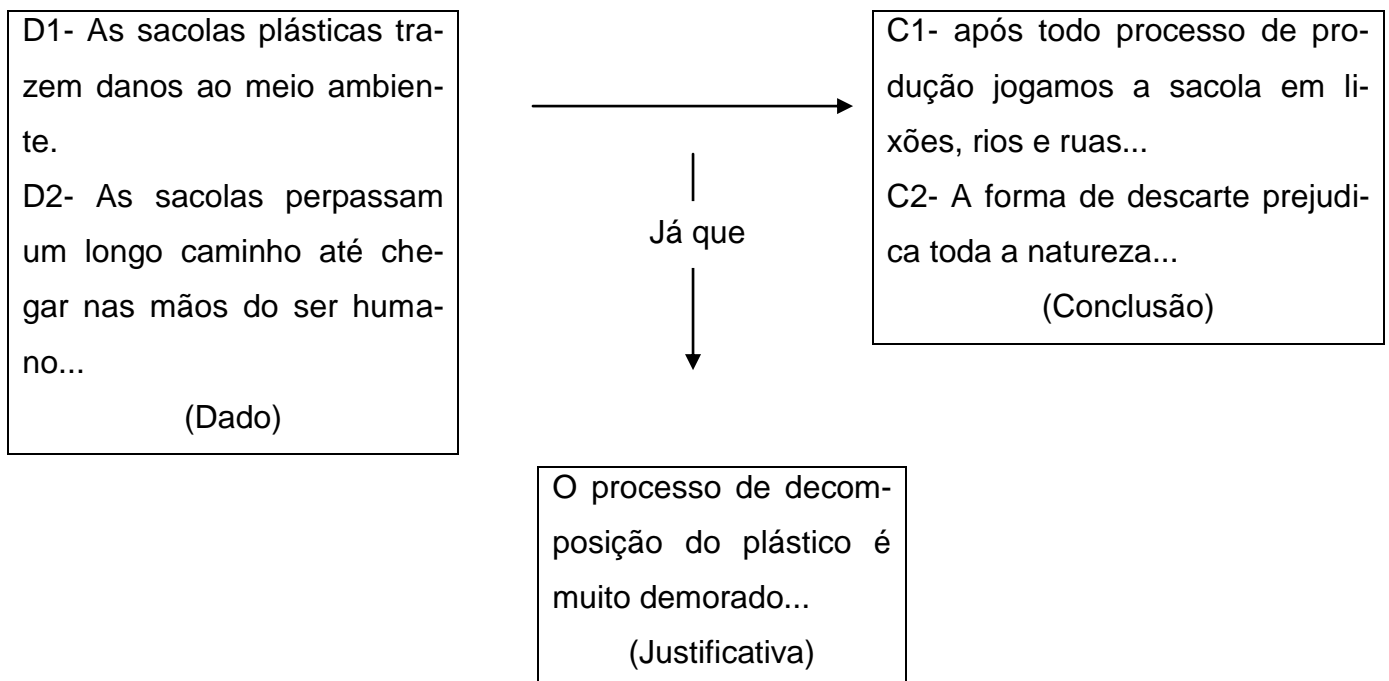 D1- As sacolas plásticas tra-
zem danos ao meio ambien-
te.
D2- As sacolas perpassam
um longo caminho até che-
gar nas mãos do ser huma-
no...
(Dado)
Já que
C1- após todo processo de pro-
dução jogamos a sacola em li-
xões, rios e ruas...
C2- A forma de descarte prejudi-
ca toda a natureza...
(Conclusão)
O processo de decom-
posição do plástico é
muito demorado...
(Justificativa)